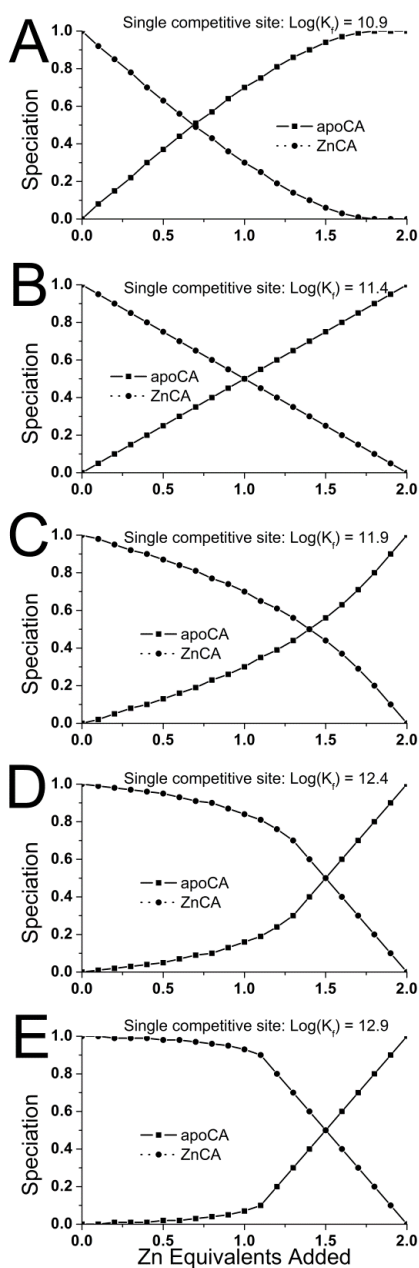 A
Single competitive site: Log(Kf) = 10.9
1.0
0.8
0.6
0.4
0.2
0.0
Speciation
apoCA
ZnCA
0.0 0.5 1.0 1.5 2.0
B
Single competitive site: Log(Kf) = 11.4
1.0
0.8
0.6
0.4
0.2
0.0
Speciation
apoCA
ZnCA
0.0 0.5 1.0 1.5 2.0
C
Single competitive site: Log(Kf) = 11.9
1.0
0.8
0.6
0.4
0.2
0.0
Speciation
apoCA
ZnCA
0.0 0.5 1.0 1.5 2.0
D
Single competitive site: Log(Kf) = 12.4
1.0
0.8
0.6
0.4
0.2
0.0
Speciation
apoCA
ZnCA
0.0 0.5 1.0 1.5 2.0
E
Single competitive site: Log(Kf) = 12.9
1.0
0.8
0.6
0.4
0.2
0.0
Speciation
apoCA
ZnCA
0.0 0.5 1.0 1.5 2.0
Zn Equivalents Added